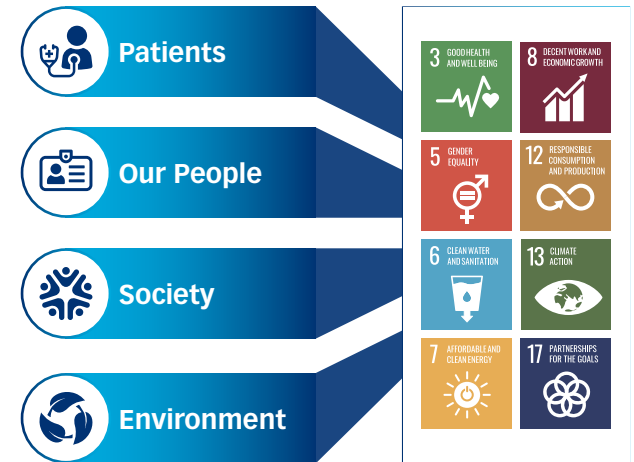 Patients
Our People
Society
Environment
3 GOOD HEALTH
AND WELL BEING
8 DECENT WORK AND
ECONOMIC GROWTH
5 GENDER
EQUALITY
12 RESPONSIBLE
CONSUMPTION
AND PRODUCTION
6 CLEAN WATER
AND SANITATION
13 CLIMATE
ACTION
7 AFFORDABLE AND
CLEAN ENERGY
17 PARTNERSHIPS
FOR THE GOALS